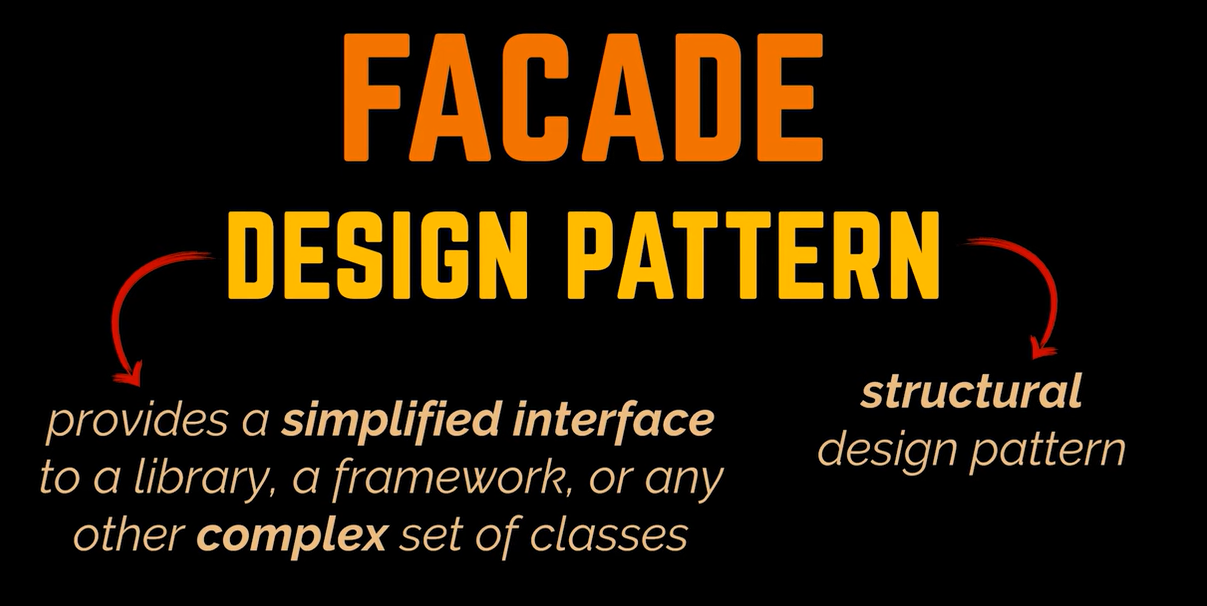 FACADE
DESIGN PATTERN
provides a simplified interface
to a library, a framework, or any
other complex set of classes
structural
design pattern